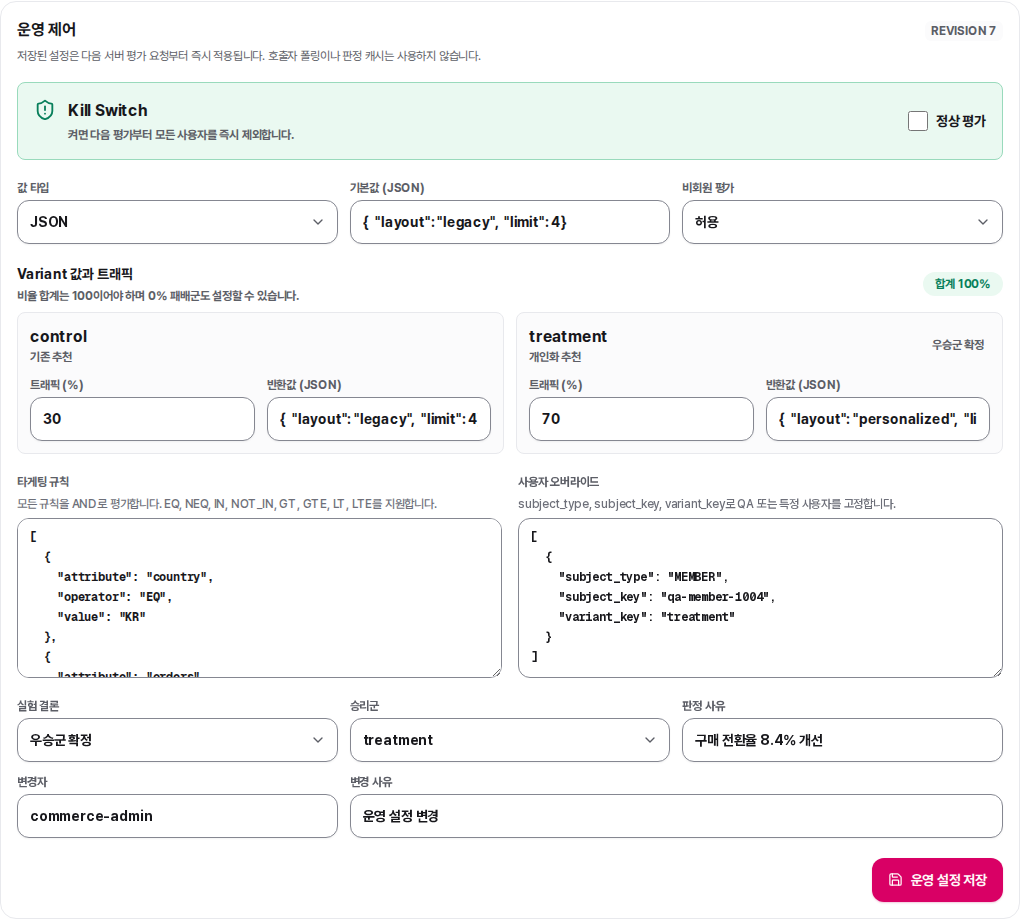 운영 제어
REVISION 7
저장된 설정은 다음 서버 평가 요청부터 즉시 적용됩니다. 호출자 폴링이나 판정 캐시는 사용하지 않습니다.
Kill Switch
켜면 다음 평가부터 모든 사용자를 즉시 제외합니다.
정상 평가
값 타입
기본값 (JSON)
비회원 평가
JSON
{ "layout":"legacy", "limit":4}
허용
Variant 값과 트래픽
비율 합계는 100이어야 하며 0% 패배군도 설정할 수 있습니다.
합계 100%
control
기존 추천
트래픽 (%)
반환값 (JSON)
30
{ "layout":"legacy", "limit":4
treatment
개인화 추천
우승군 확정
트래픽 (%)
반환값 (JSON)
70
{ "layout":"personalized", "li
타게팅 규칙
모든 규칙을 AND로 평가합니다. EQ, NEQ, IN, NOT_IN, GT, GTE, LT, LTE를 지원합니다.
[
{
"attribute": "country",
"operator": "EQ",
"value": "KR"
},
{
"attribute": "orders",
사용자 오버라이드
subject_type, subject_key, variant_key로 QA 또는 특정 사용자를 고정합니다.
[
{
"subject_type": "MEMBER",
"subject_key": "qa-member-1004",
"variant_key": "treatment"
}
]
실험 결론
승리군
판정 사유
우승군 확정
treatment
구매 전환율 8.4% 개선
변경자
변경 사유
commerce-admin
운영 설정 변경
운영 설정 저장